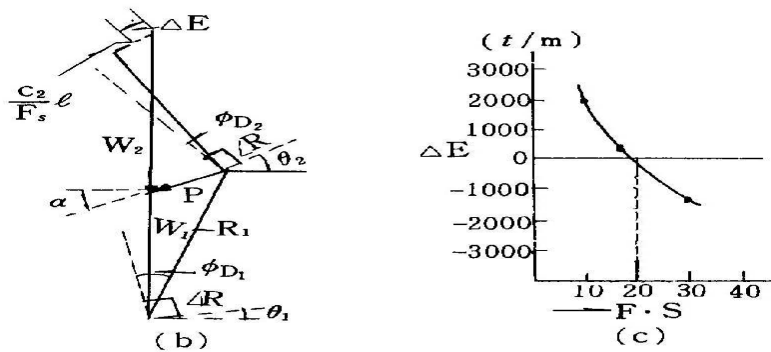 ΔE
C₂/Fₛ ℓ
W₂
φD₂
ΔR
θ₂
α
P
W₁
R₁
φD₁
ΔR
θ₁
(b)
(t/m)
3000
2000
1000
ΔE
0
-1000
-2000
-3000
10 20 30 40
F·S
(c)